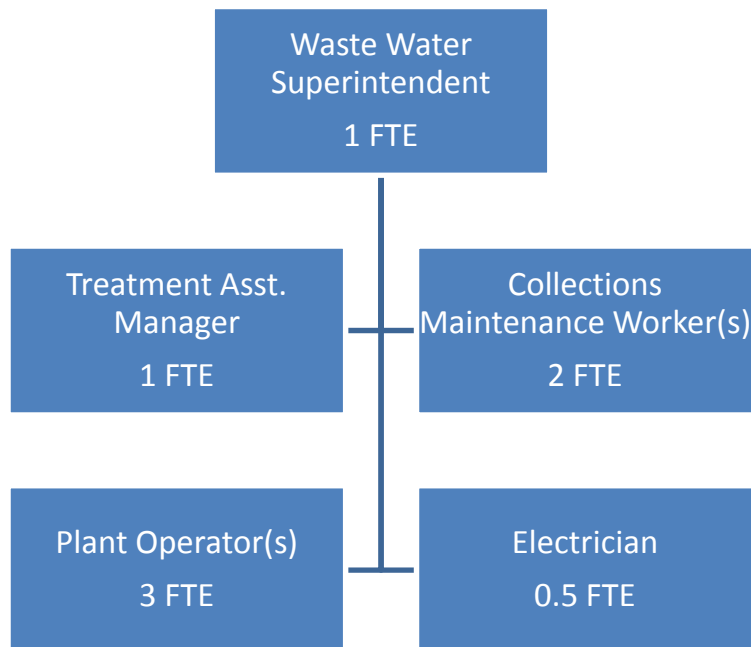 Waste Water
Superintendent
1 FTE
Treatment Asst.
Manager
1 FTE
Collections
Maintenance Worker(s)
2 FTE
Plant Operator(s)
3 FTE
Electrician
0.5 FTE